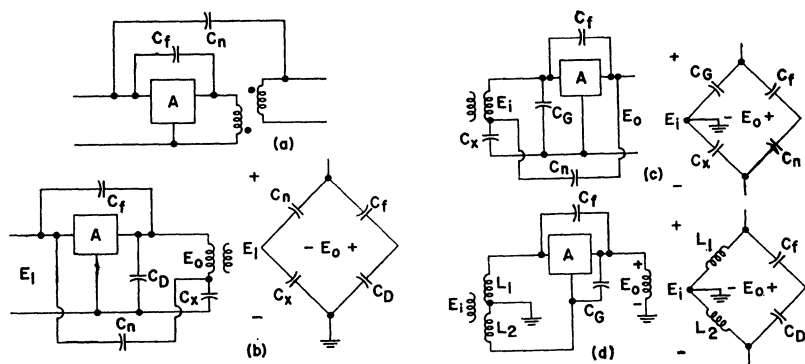 Cn
Cf
A
(a)
Cf
A
E1
Eo
CD
Cx
Cn
(b)
+
Cn
Cf
E1
- Eo +
Cx
CD
-
Cf
A
Ei
CG
Eo
Cx
Cn
(c)
+
CG
Cf
Ei
- Eo +
Cx
Cn
-
Cf
A
L1
Ei
L2
CG
+
Eo
-
(d)
+
L1
Cf
Ei
- Eo +
L2
CD
-